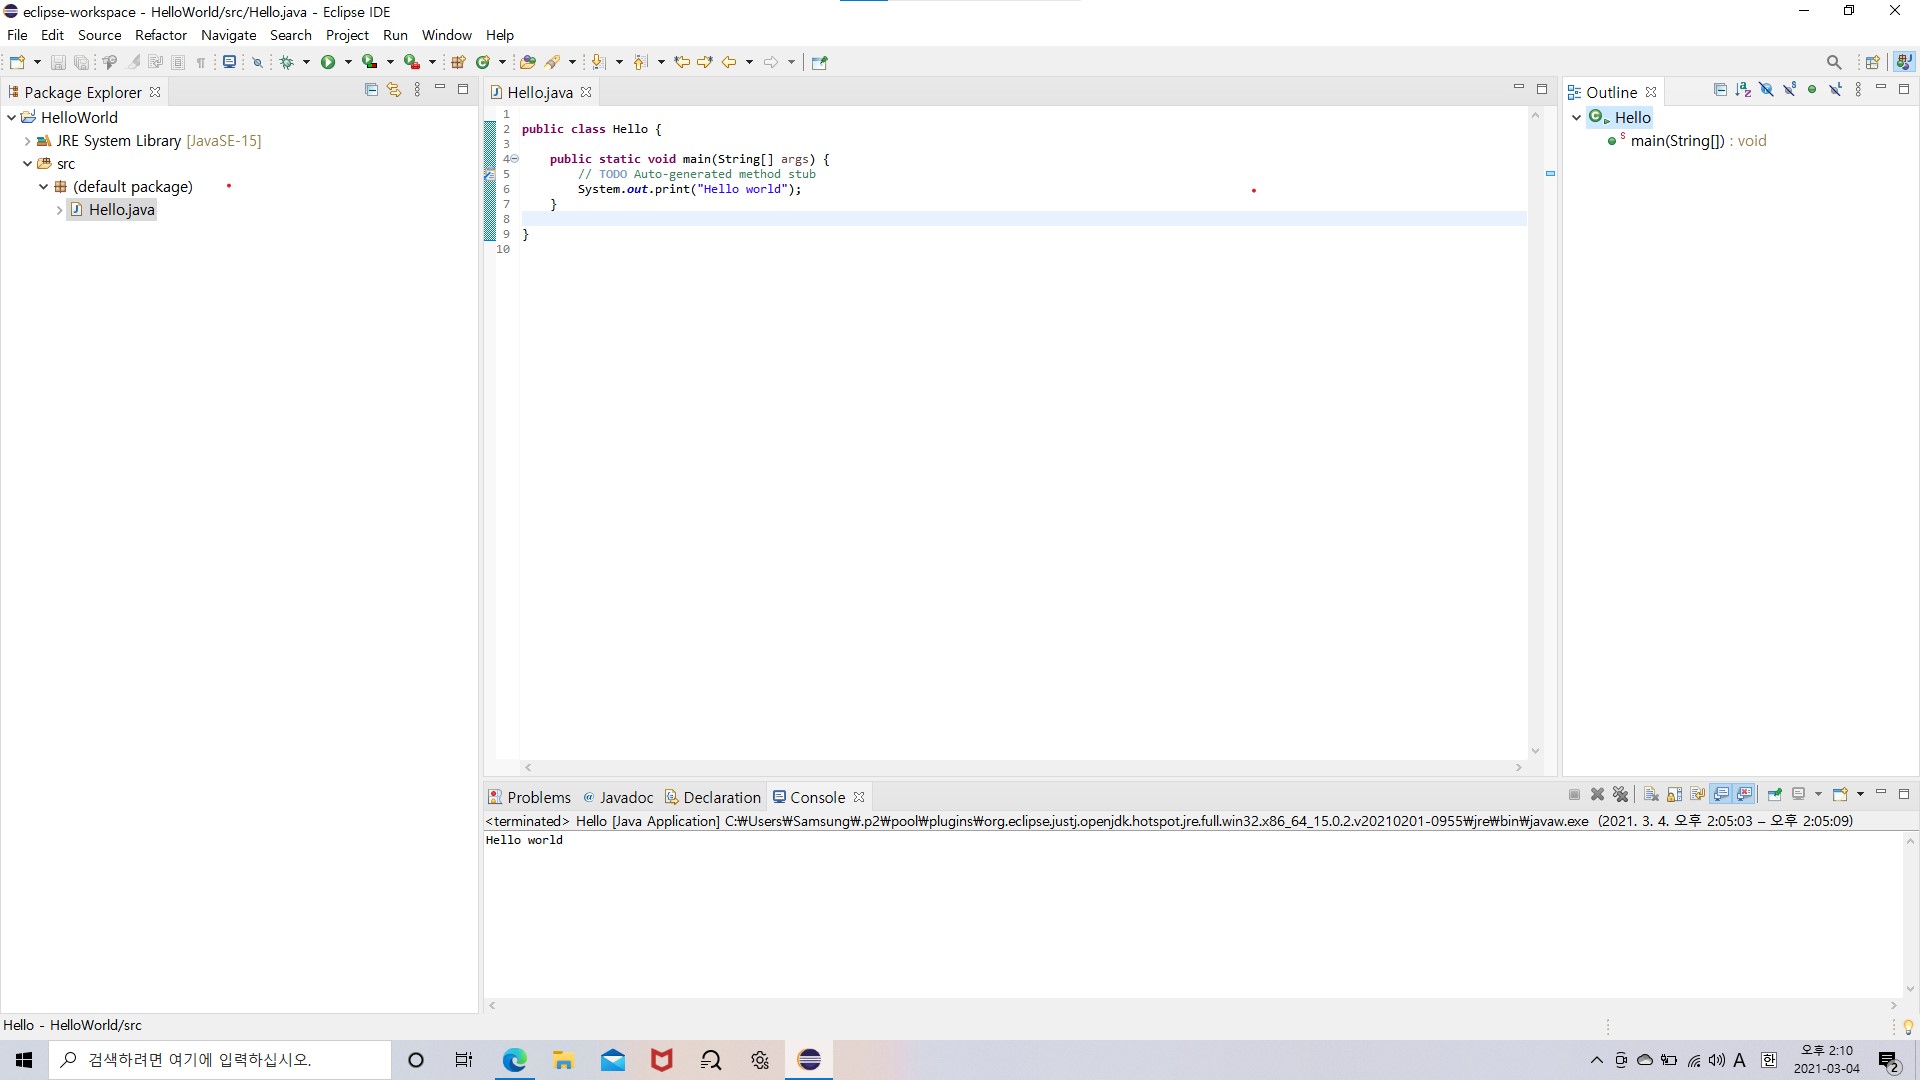 eclipse-workspace - HelloWorld/src/Hello.java - Eclipse IDE
File Edit Source Refactor Navigate Search Project Run Window Help
Package Explorer
HelloWorld
JRE System Library [JavaSE-15]
src
(default package)
Hello.java
Hello.java
1
2 public class Hello {
3
4 public static void main(String[] args) {
5 // TODO Auto-generated method stub
6 System.out.print("Hello world");
7 }
8
9 }
10
Outline
Hello
main(String[]) : void
Problems @ Javadoc Declaration Console
<terminated> Hello [Java Application] C:₩Users₩Samsung₩.p2₩pool₩plugins₩org.eclipse.justj.openjdk.hotspot.jre.full.win32.x86_64_15.0.2.v20210201-0955₩jre₩bin₩javaw.exe (2021. 3. 4. 오후 2:05:03 – 오후 2:05:09)
Hello world
Hello - HelloWorld/src
검색하려면 여기에 입력하십시오.
A 한
오후 2:10
2021-03-04
2